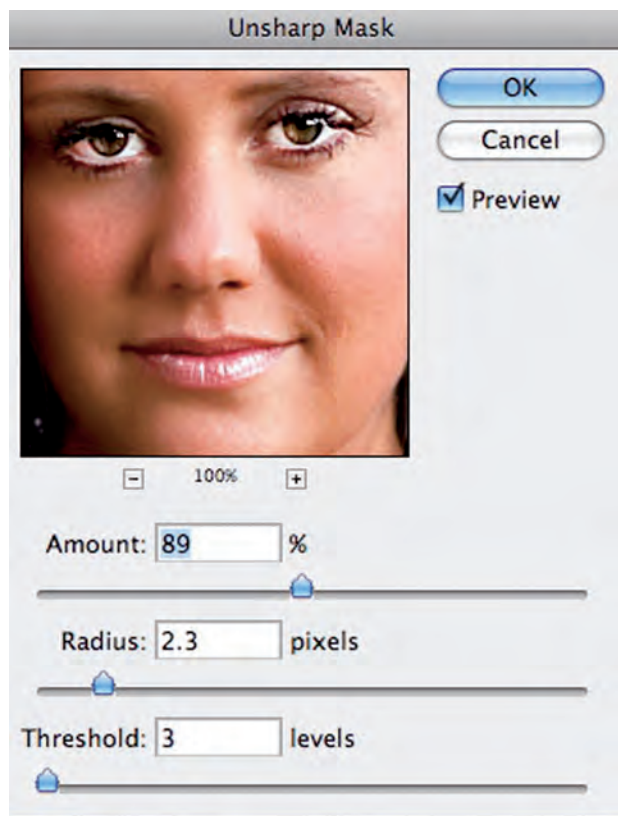 Unsharp Mask
OK
Cancel
Preview
100%
Amount: 89 %
Radius: 2.3 pixels
Threshold: 3 levels